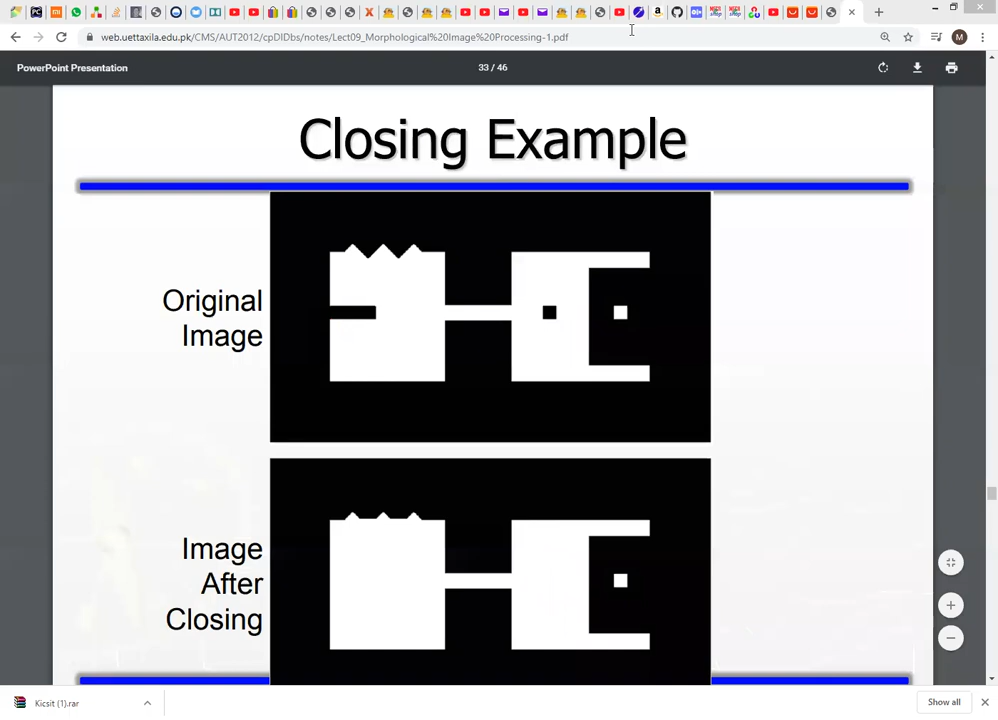 web.uettaxila.edu.pk/CMS/AUT2012/cpDIDbs/notes/Lect09_Morphological%20Image%20Processing-1.pdf
M
PowerPoint Presentation
33 / 46
Closing Example
Original
Image
Image
After
Closing
Kicsit (1).rar
Show all